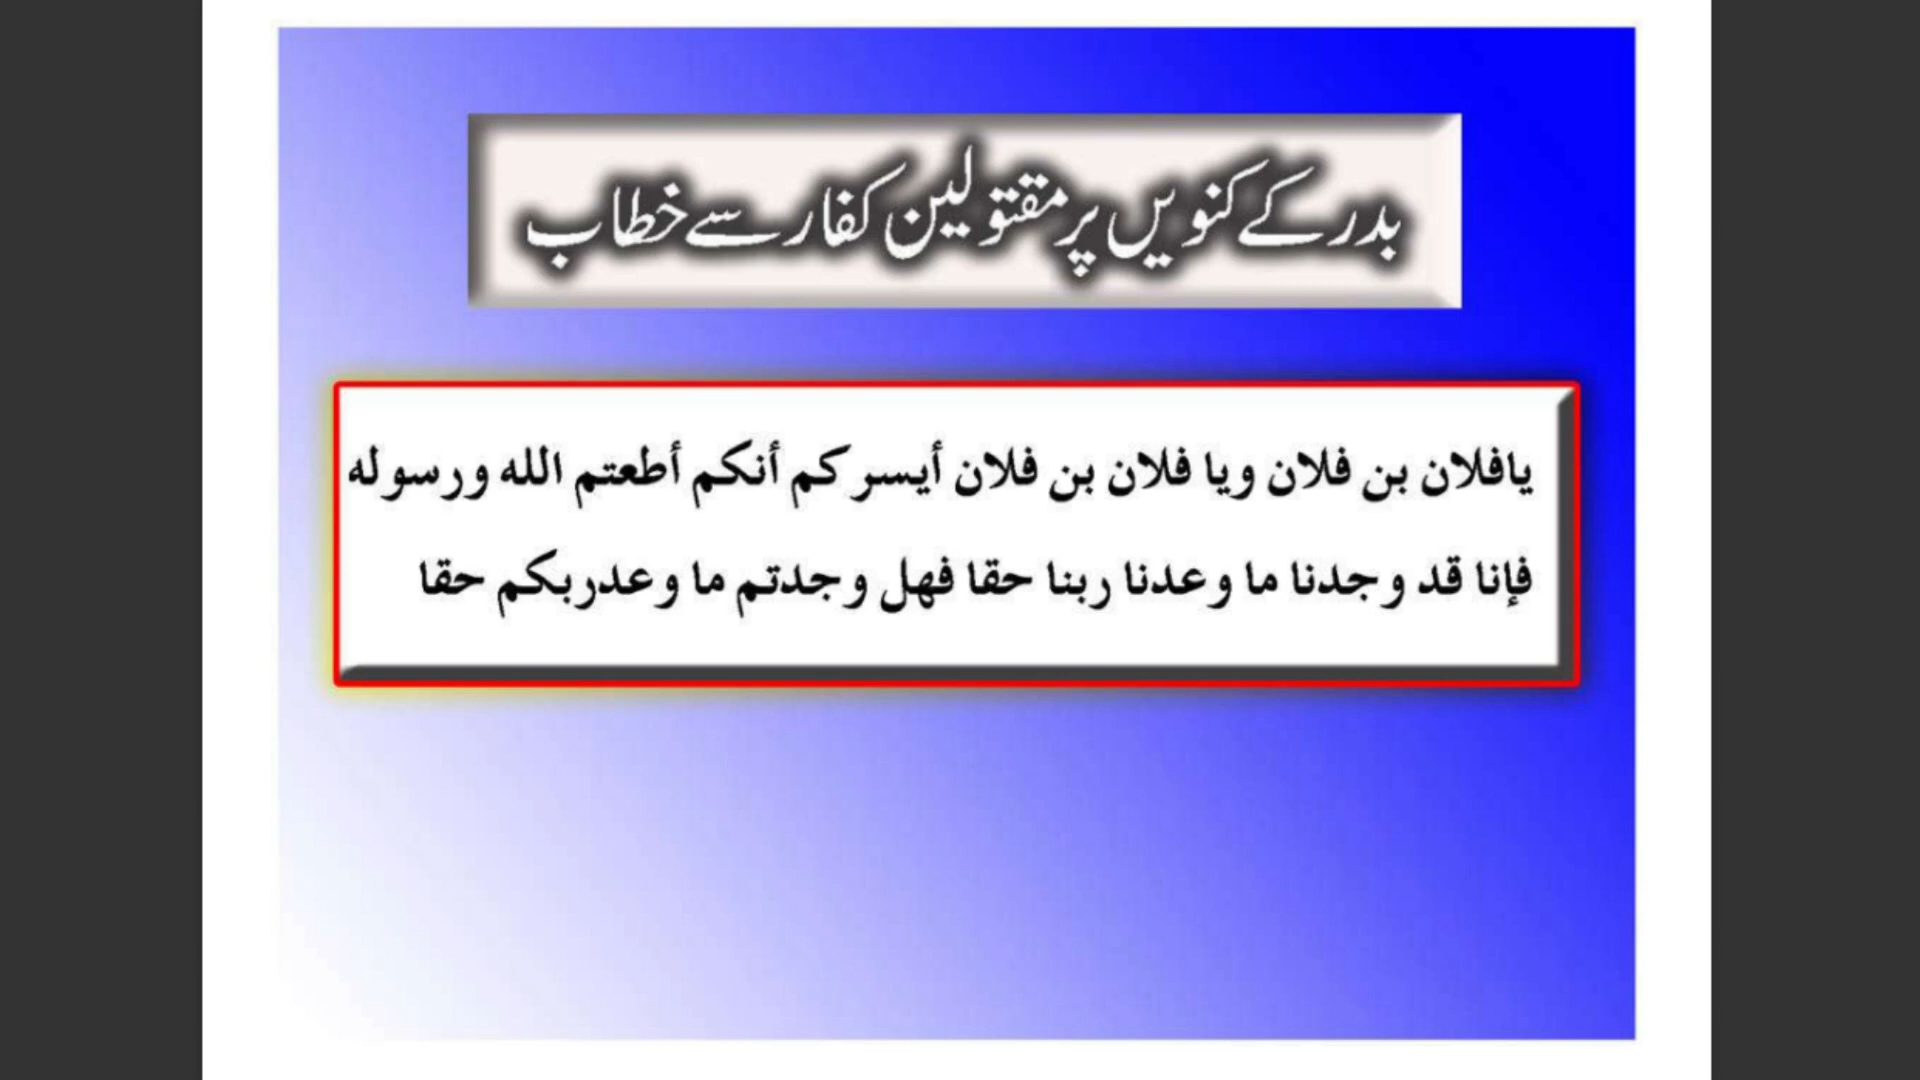 بدر کے کنویں پر مقتولین کفار سے خطاب
يافلان بن فلان ويا فلان بن فلان أيسركم أنكم أطعتم الله ورسوله
فإنا قد وجدنا ما وعدنا ربنا حقا فهل وجدتم ما وعدربكم حقا